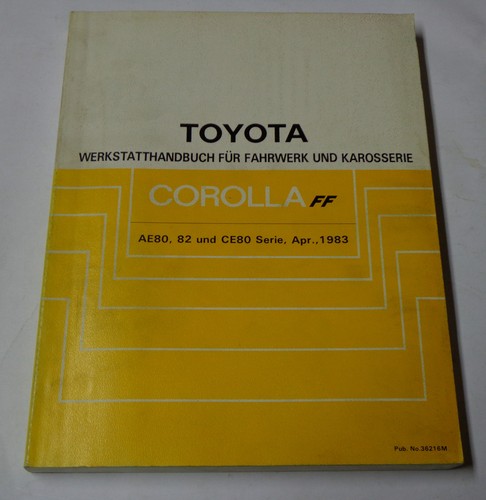 TOYOTA
WERKSTATTHANDBUCH FÜR FAHRWERK UND KAROSSERIE
COROLLA FF
AE80, 82 und CE80 Serie, Apr.,1983
Pub. No.36216M